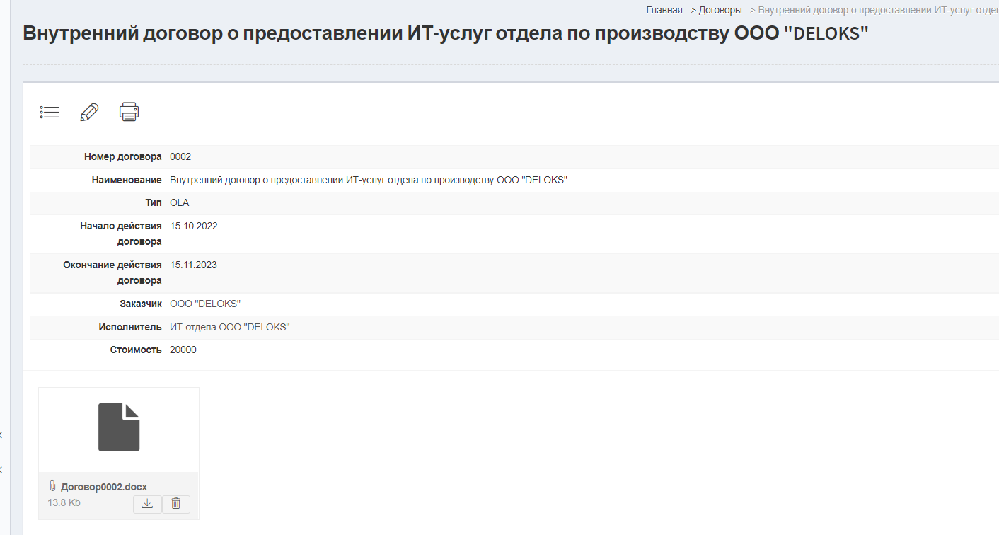 Главная > Договоры > Внутренний договор о предоставлении ИТ-услуг
Внутренний договор о предоставлении ИТ-услуг отдела по производству ООО "DELOKS"
Номер договора 0002
Наименование Внутренний договор о предоставлении ИТ-услуг отдела по производству ООО "DELOKS"
Тип OLA
Начало действия 15.10.2022
договора
Окончание действия 15.11.2023
договора
Заказчик ООО "DELOKS"
Исполнитель ИТ-отдела ООО "DELOKS"
Стоимость 20000
Договор0002.docx
13.8 Kb